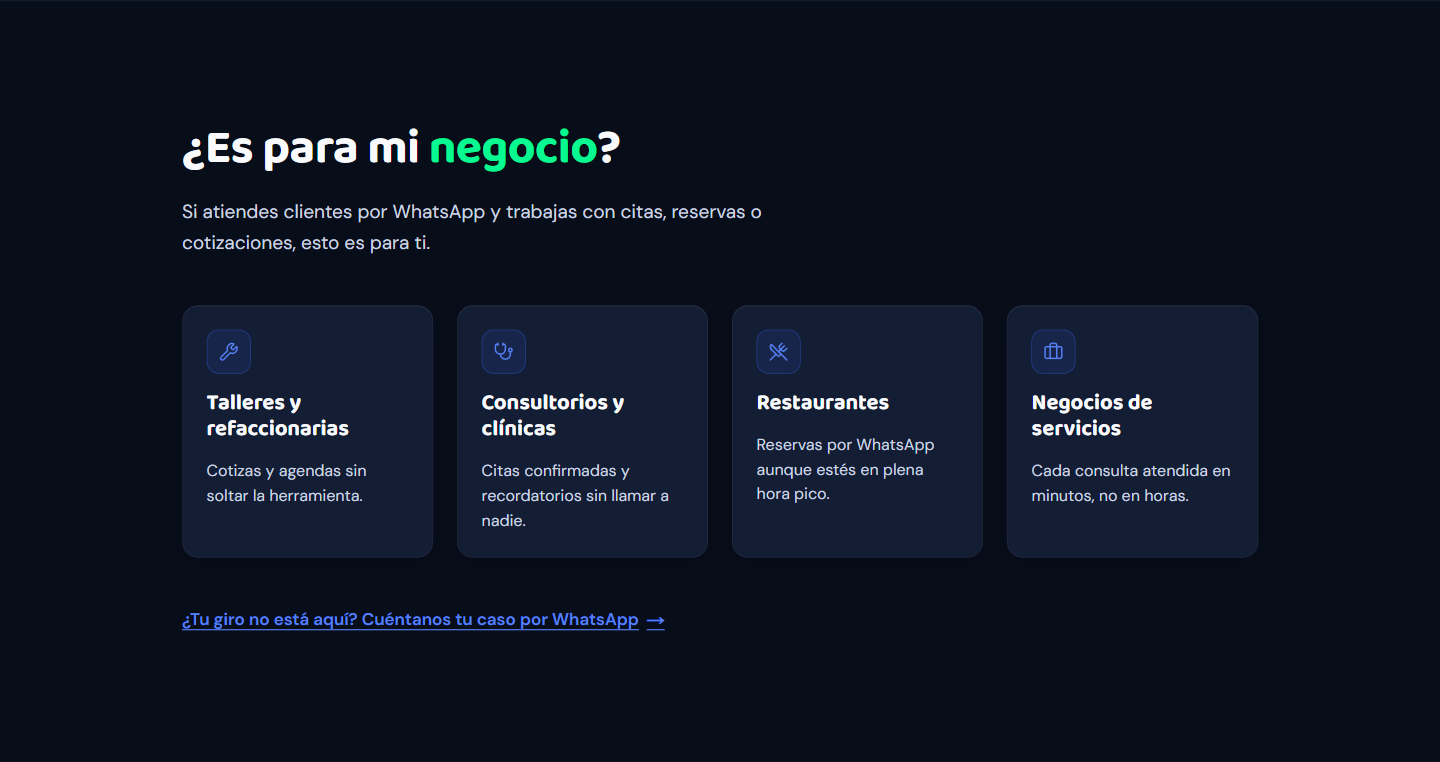 ¿Es para mi negocio?
Si atiendes clientes por WhatsApp y trabajas con citas, reservas o
cotizaciones, esto es para ti.
Talleres y
refaccionarias
Cotizas y agendas sin
soltar la herramienta.
Consultorios y
clínicas
Citas confirmadas y
recordatorios sin llamar a
nadie.
Restaurantes
Reservas por WhatsApp
aunque estés en plena
hora pico.
Negocios de
servicios
Cada consulta atendida en
minutos, no en horas.
¿Tu giro no está aquí? Cuéntanos tu caso por WhatsApp →